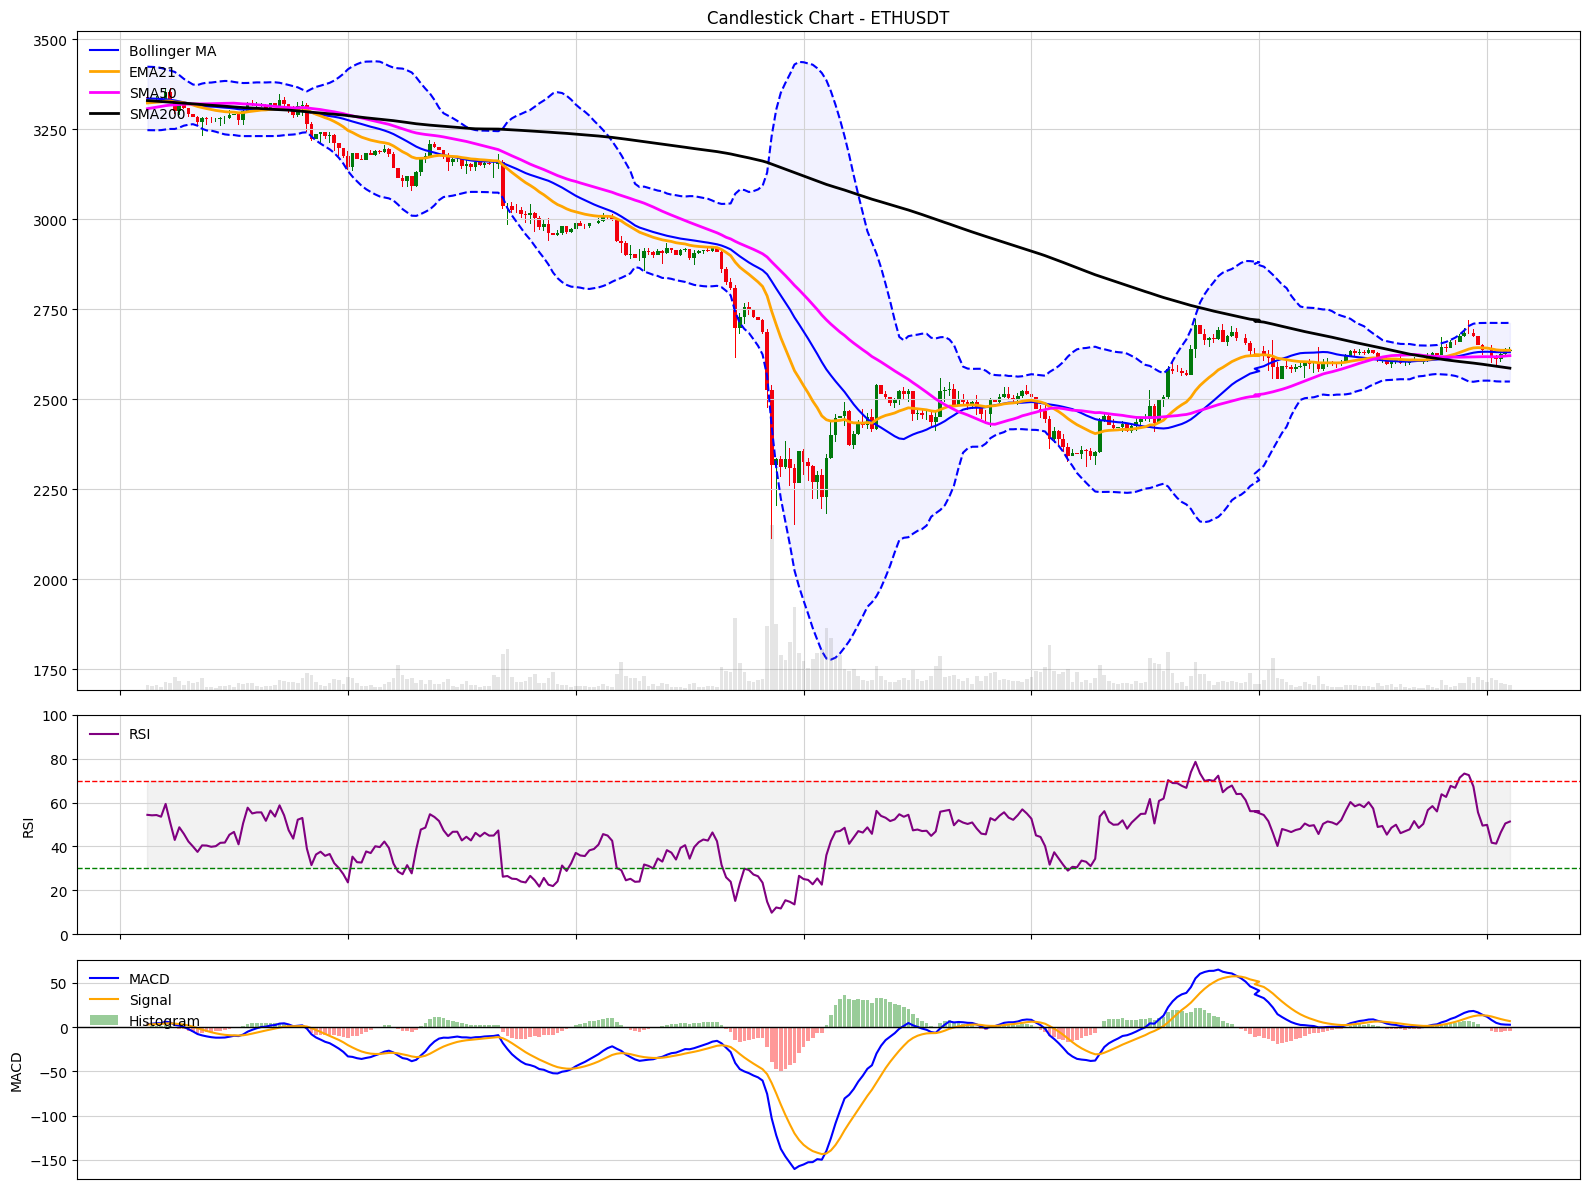 Candlestick Chart - ETHUSDT
3500
3250
3000
2750
2500
2250
2000
1750
Bollinger MA
EMA21
SMA50
SMA200
100
80
60
40
20
0
RSI
RSI
50
0
−50
−100
−150
MACD
MACD
Signal
Histogram